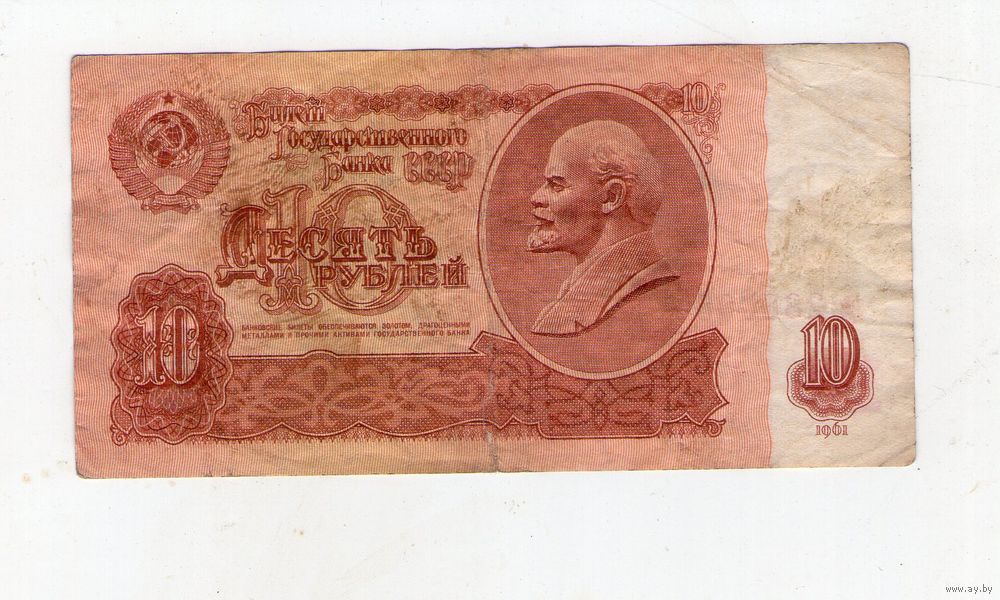 Билет
Государственного
Банка СССР
10
10
Десять
рублей
БАНКОВСКИЕ БИЛЕТЫ ОБЕСПЕЧИВАЮТСЯ ЗОЛОТОМ, ДРАГОЦЕННЫМИ
МЕТАЛЛАМИ И ПРОЧИМИ АКТИВАМИ ГОСУДАРСТВЕННОГО БАНКА
10
10
1961
www.ay.by